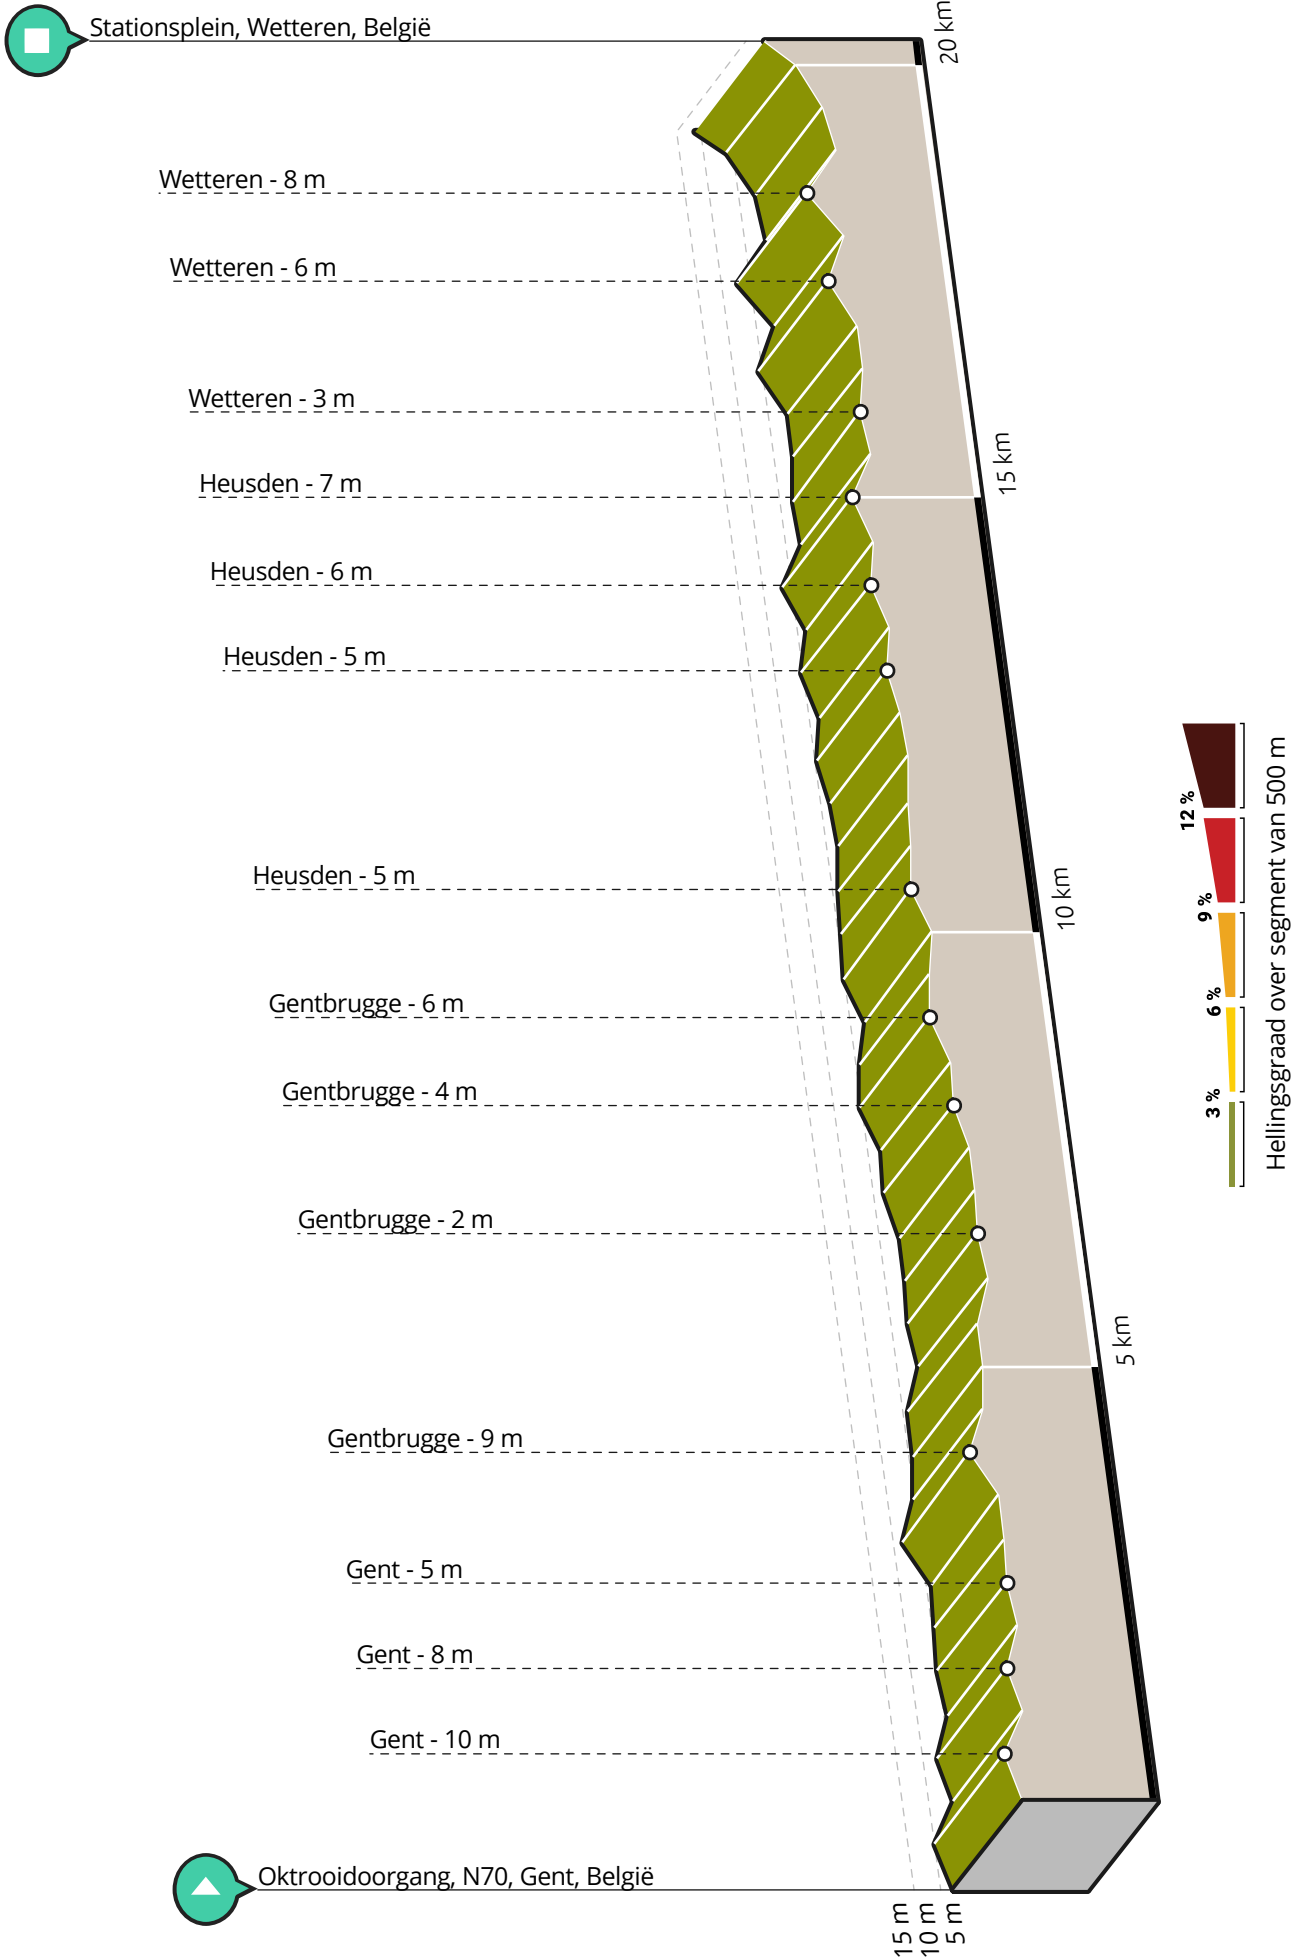 Stationsplein, Wetteren, België
20 km
Wetteren - 8 m
Wetteren - 6 m
Wetteren - 3 m
15 km
Heusden - 7 m
Heusden - 6 m
Heusden - 5 m
Heusden - 5 m
10 km
Gentbrugge - 6 m
Gentbrugge - 4 m
Gentbrugge - 2 m
5 km
Gentbrugge - 9 m
Gent - 5 m
Gent - 8 m
Gent - 10 m
Oktrooidoorgang, N70, Gent, België
15 m
10 m
5 m
3 %
6 %
9 %
12 %
Hellingsgraad over segment van 500 m